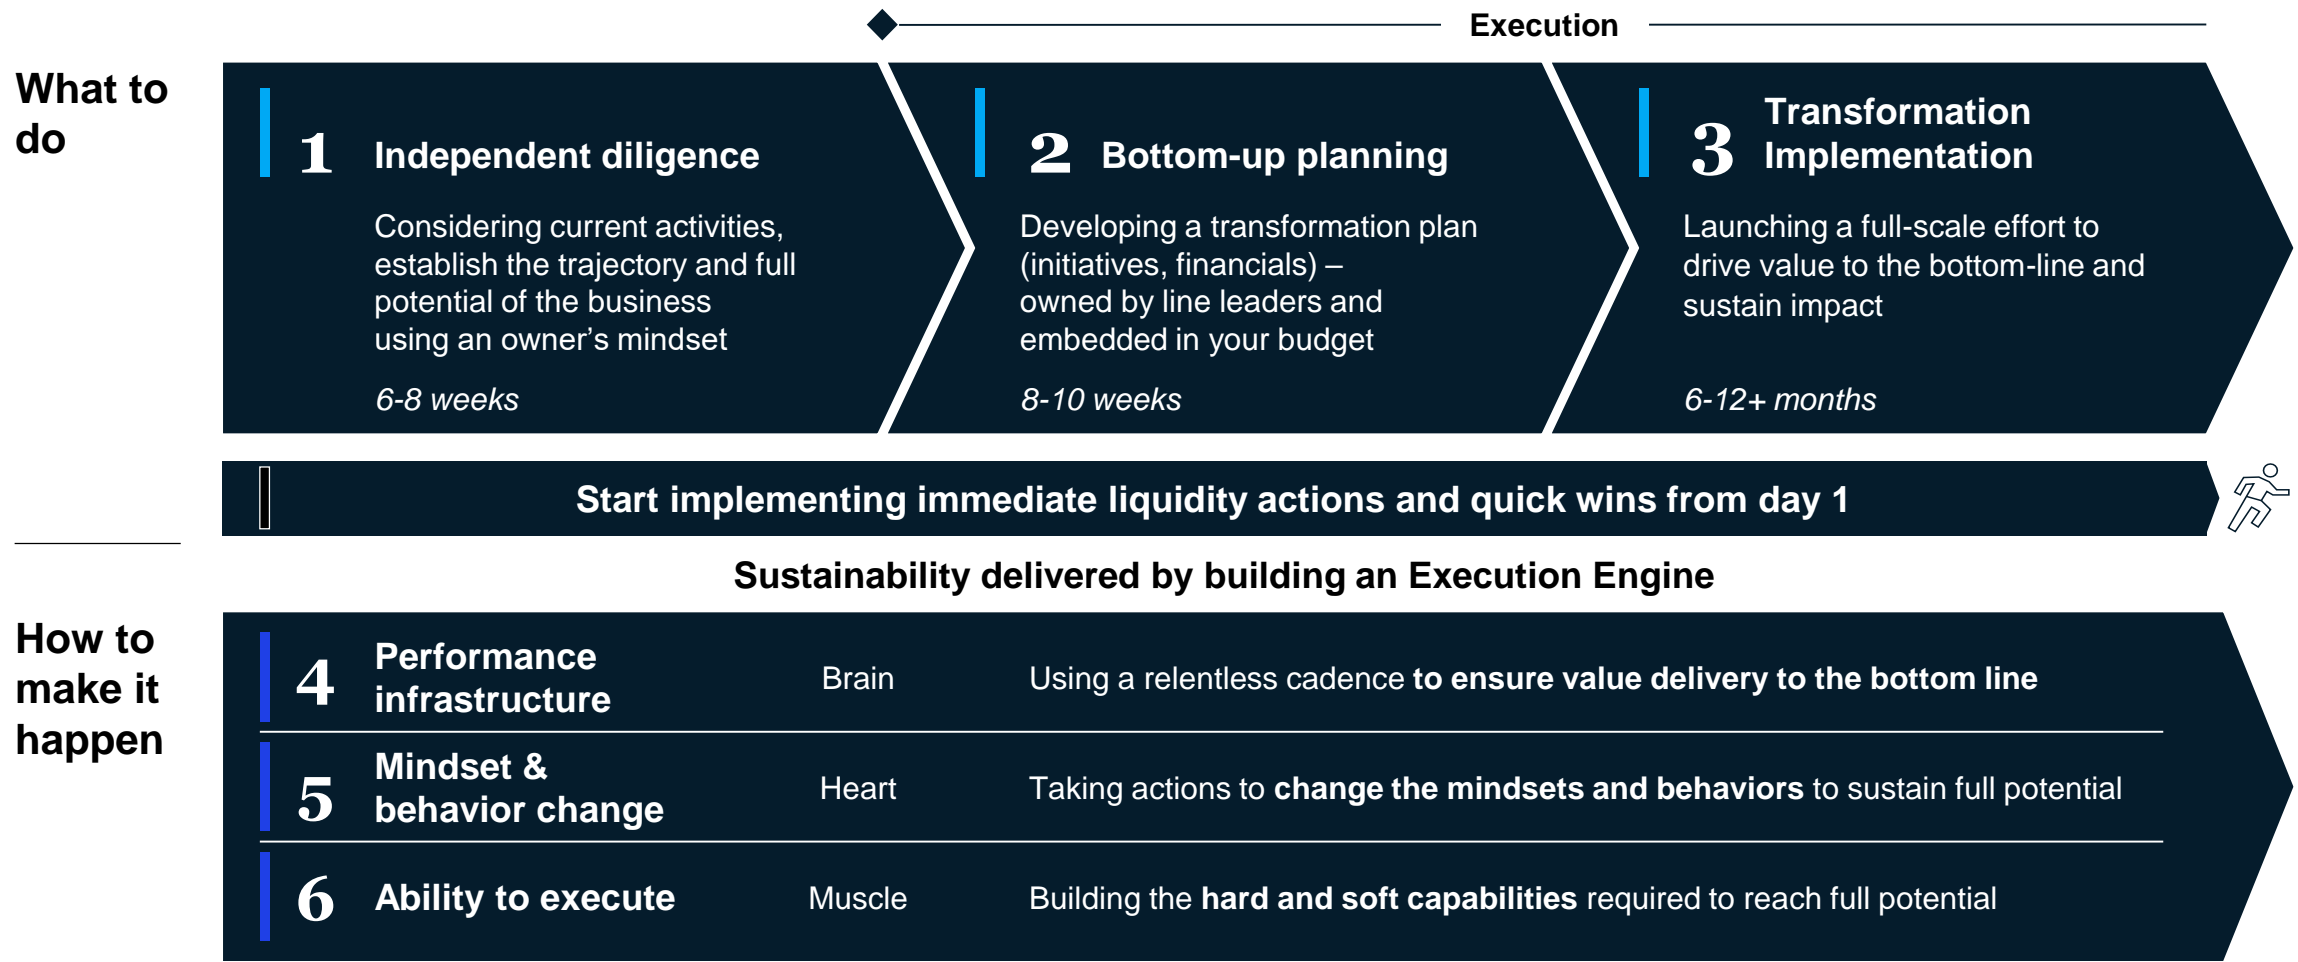 Execution
What to
do
1 Independent diligence
Considering current activities,
establish the trajectory and full
potential of the business
using an owner’s mindset
6-8 weeks
2 Bottom-up planning
Developing a transformation plan
(initiatives, financials) –
owned by line leaders and
embedded in your budget
8-10 weeks
3 Transformation
Implementation
Launching a full-scale effort to
drive value to the bottom-line and
sustain impact
6-12+ months
Start implementing immediate liquidity actions and quick wins from day 1
Sustainability delivered by building an Execution Engine
How to
make it
happen
4 Performance
infrastructure
Brain
Using a relentless cadence to ensure value delivery to the bottom line
5 Mindset &
behavior change
Heart
Taking actions to change the mindsets and behaviors to sustain full potential
6 Ability to execute
Muscle
Building the hard and soft capabilities required to reach full potential